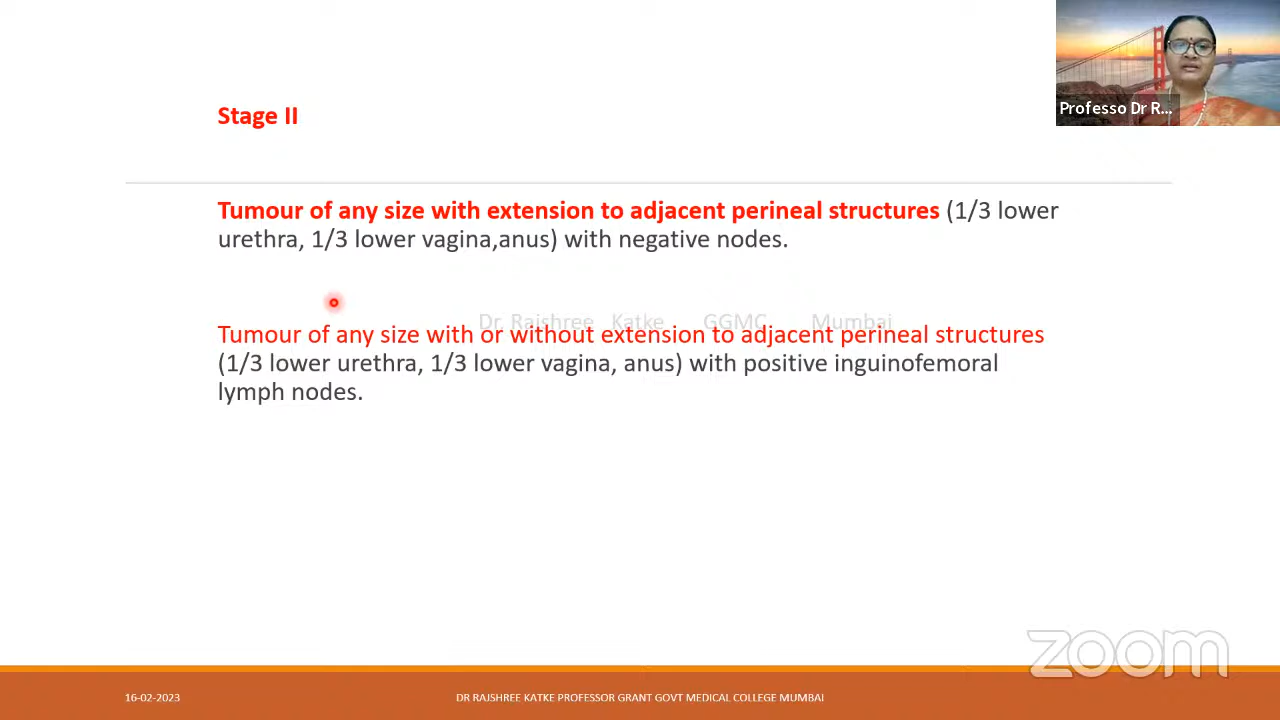 Professo Dr R...
Stage II
Tumour of any size with extension to adjacent perineal structures (1/3 lower
urethra, 1/3 lower vagina,anus) with negative nodes.
Dr. Rajshree Katke GGMC Mumbai
Tumour of any size with or without extension to adjacent perineal structures
(1/3 lower urethra, 1/3 lower vagina, anus) with positive inguinofemoral
lymph nodes.
zoom
16-02-2023
DR RAJSHREE KATKE PROFESSOR GRANT GOVT MEDICAL COLLEGE MUMBAI